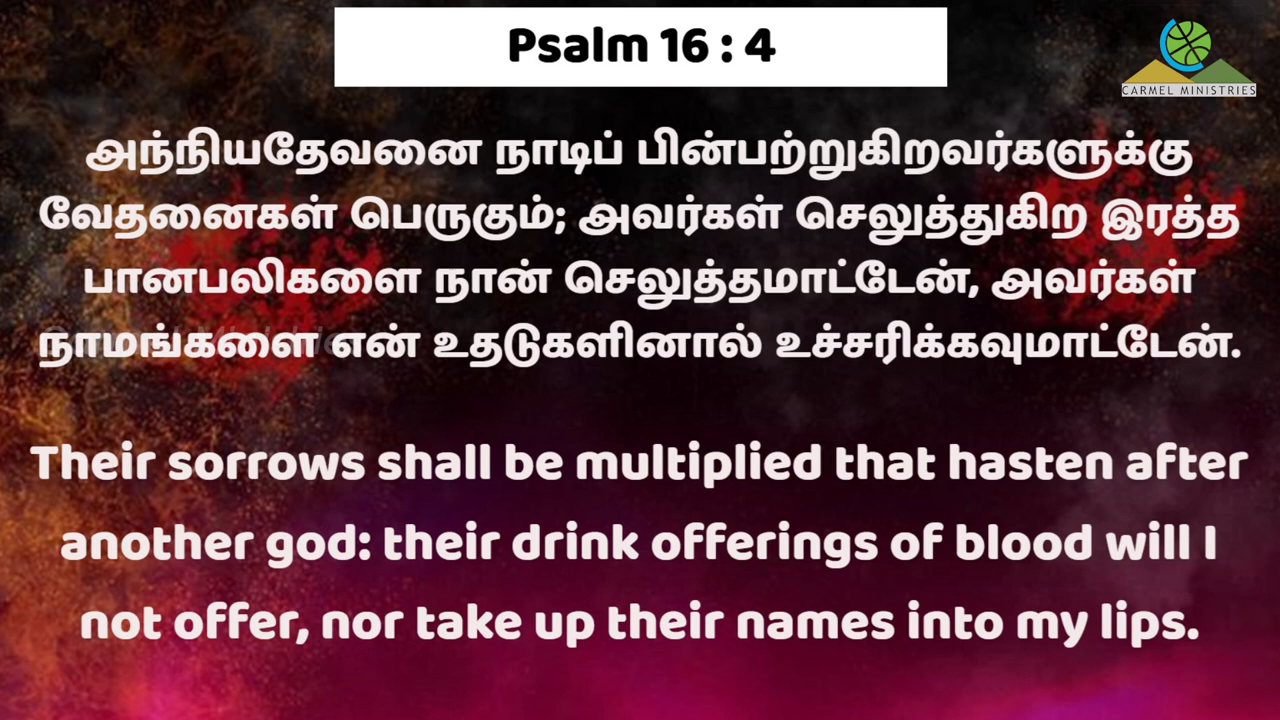 Psalm 16 : 4
CARMEL MINISTRIES
அந்நியதேவனை நாடிப் பின்பற்றுகிறவர்களுக்கு
வேதனைகள் பெருகும்; அவர்கள் செலுத்துகிற இரத்த
பானபலிகளை நான் செலுத்தமாட்டேன், அவர்கள்
நாமங்களை என் உதடுகளினால் உச்சரிக்கவுமாட்டேன்.
Their sorrows shall be multiplied that hasten after
another god: their drink offerings of blood will I
not offer, nor take up their names into my lips.